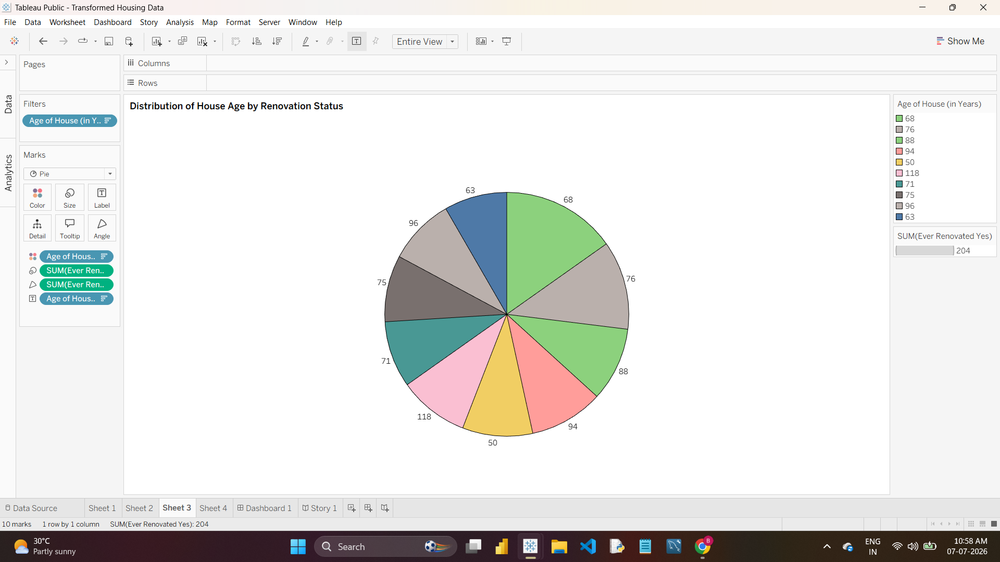 Tableau Public - Transformed Housing Data
File Data Worksheet Dashboard Story Analysis Map Format Server Window Help
Entire View
Show Me
Pages
Columns
Rows
Data
Analytics
Filters
Age of House (in Y..
Marks
Pie
Color Size Label
Detail Tooltip Angle
Age of Hous..
SUM(Ever Ren..
SUM(Ever Ren..
Age of Hous..
Distribution of House Age by Renovation Status
63
68
96
76
75
88
71
94
118
50
Age of House (in Years)
68
76
88
94
50
118
71
75
96
63
SUM(Ever Renovated Yes)
204
Data Source Sheet 1 Sheet 2 Sheet 3 Sheet 4 Dashboard 1 Story 1
10 marks 1 row by 1 column SUM(Ever Renovated Yes): 204
30°C
Partly sunny
Search
B
ENG
IN
10:58 AM
07-07-2026